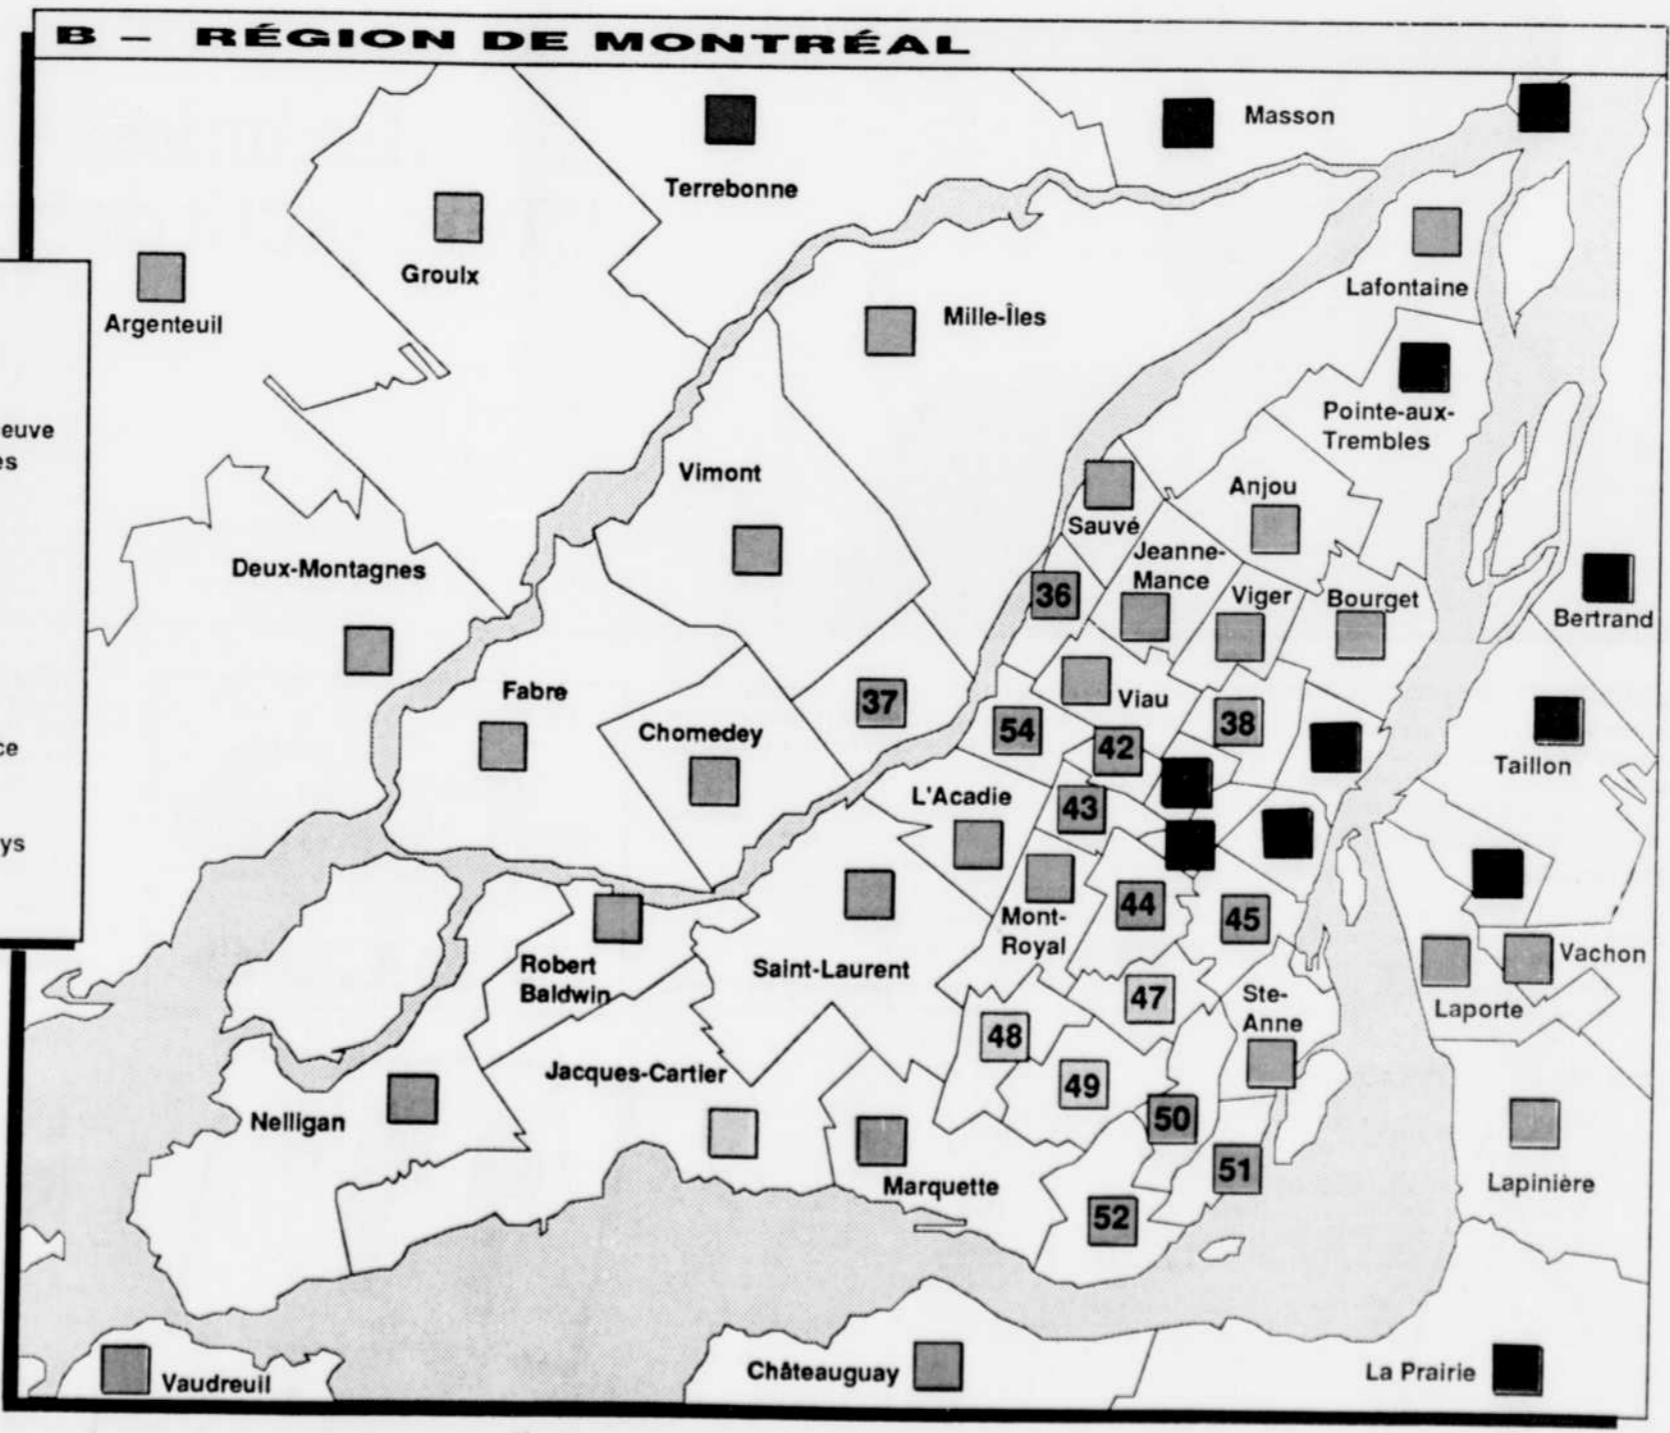 B – RÉGION DE MONTRÉAL
Masson
Terrebonne
Groulx
Lafontaine
Argenteuil
Mille-Îles
Pointe-aux-
Trembles
euve
es
Vimont
Anjou
Sauvé
Jeanne-
Mance
Deux-Montagnes
36
Viger
Bourget
Bertrand
Fabre
37
Viau
Chomedey
54
42
38
Taillon
L'Acadie
43
ce
ys
44
45
Mont-
Royal
Robert
Baldwin
Saint-Laurent
Vachon
47
Ste-
Anne
Laporte
48
Jacques-Cartier
49
Nelligan
50
51
Marquette
Lapinière
52
Vaudreuil
Châteauguay
La Prairie